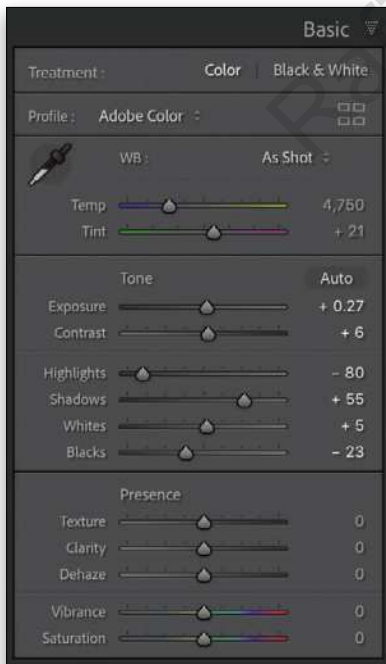 Basic
Treatment : Color Black & White
Profile : Adobe Color
WB : As Shot
Temp 4,750
Tint + 21
Tone Auto
Exposure + 0.27
Contrast + 6
Highlights − 80
Shadows + 55
Whites + 5
Blacks − 23
Presence
Texture 0
Clarity 0
Dehaze 0
Vibrance 0
Saturation 0